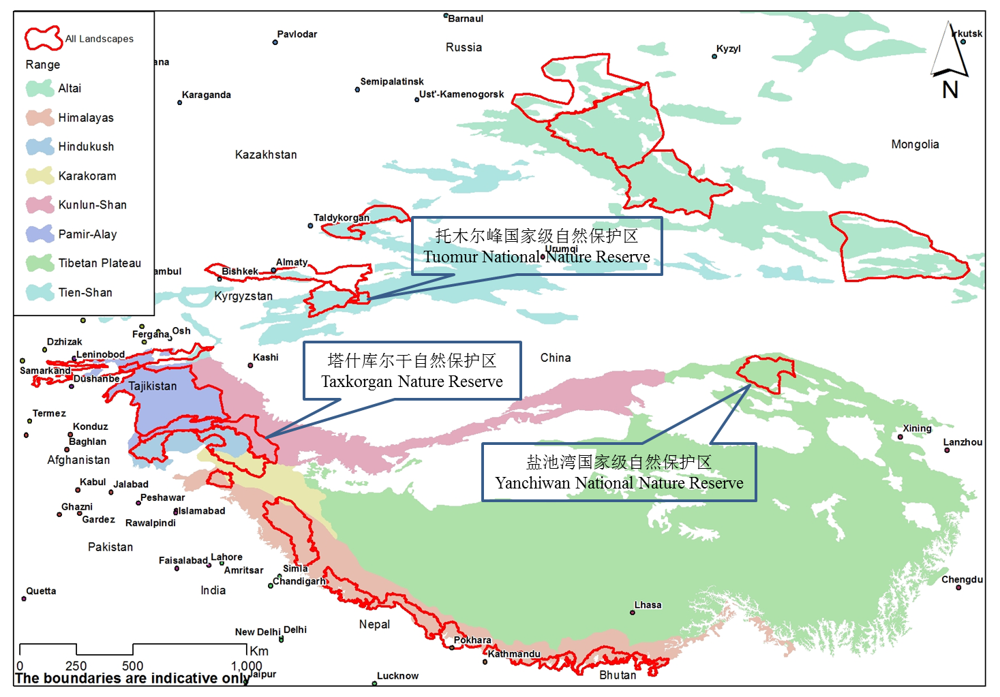 All Landscapes
Range
Altai
Himalayas
Hindukush
Karakoram
Kunlun-Shan
Pamir-Alay
Tibetan Plateau
Tien-Shan
Barnaul
Pavlodar
Russia
Irkutsk
Kyzyl
ana
Semipalatinsk
Karaganda
Ust'-Kamenogorsk
N
Mongolia
Kazakhstan
Taldykorgan
托木尔峰国家级自然保护区
Urumqi
Tuomur National Nature Reserve
Almaty
ambul
Bishkek
Kyrgyzstan
Fergana
Osh
Dzhizak
Leninobod
Kashi
塔什库尔干自然保护区
China
Samarkand
Dushanbe
Tajikistan
Taxkorgan Nature Reserve
Termez
Konduz
Baghlan
Xining
Lanzhou
Afghanistan
盐池湾国家级自然保护区
Yanchiwan National Nature Reserve
Kabul
Jalabad
Peshawar
Ghazni
Gardez
Islamabad
Rawalpindi
Pakistan
Faisalabad
Lahore
Amritsar
Simla
Chandigarh
Chengdu
Quetta
India
Lhasa
Nepal
New Delhi
Delhi
Pokhara
Kathmandu
Km
0
250
500
1,000
Bhutan
Jaipur
Lucknow
The boundaries are indicative only